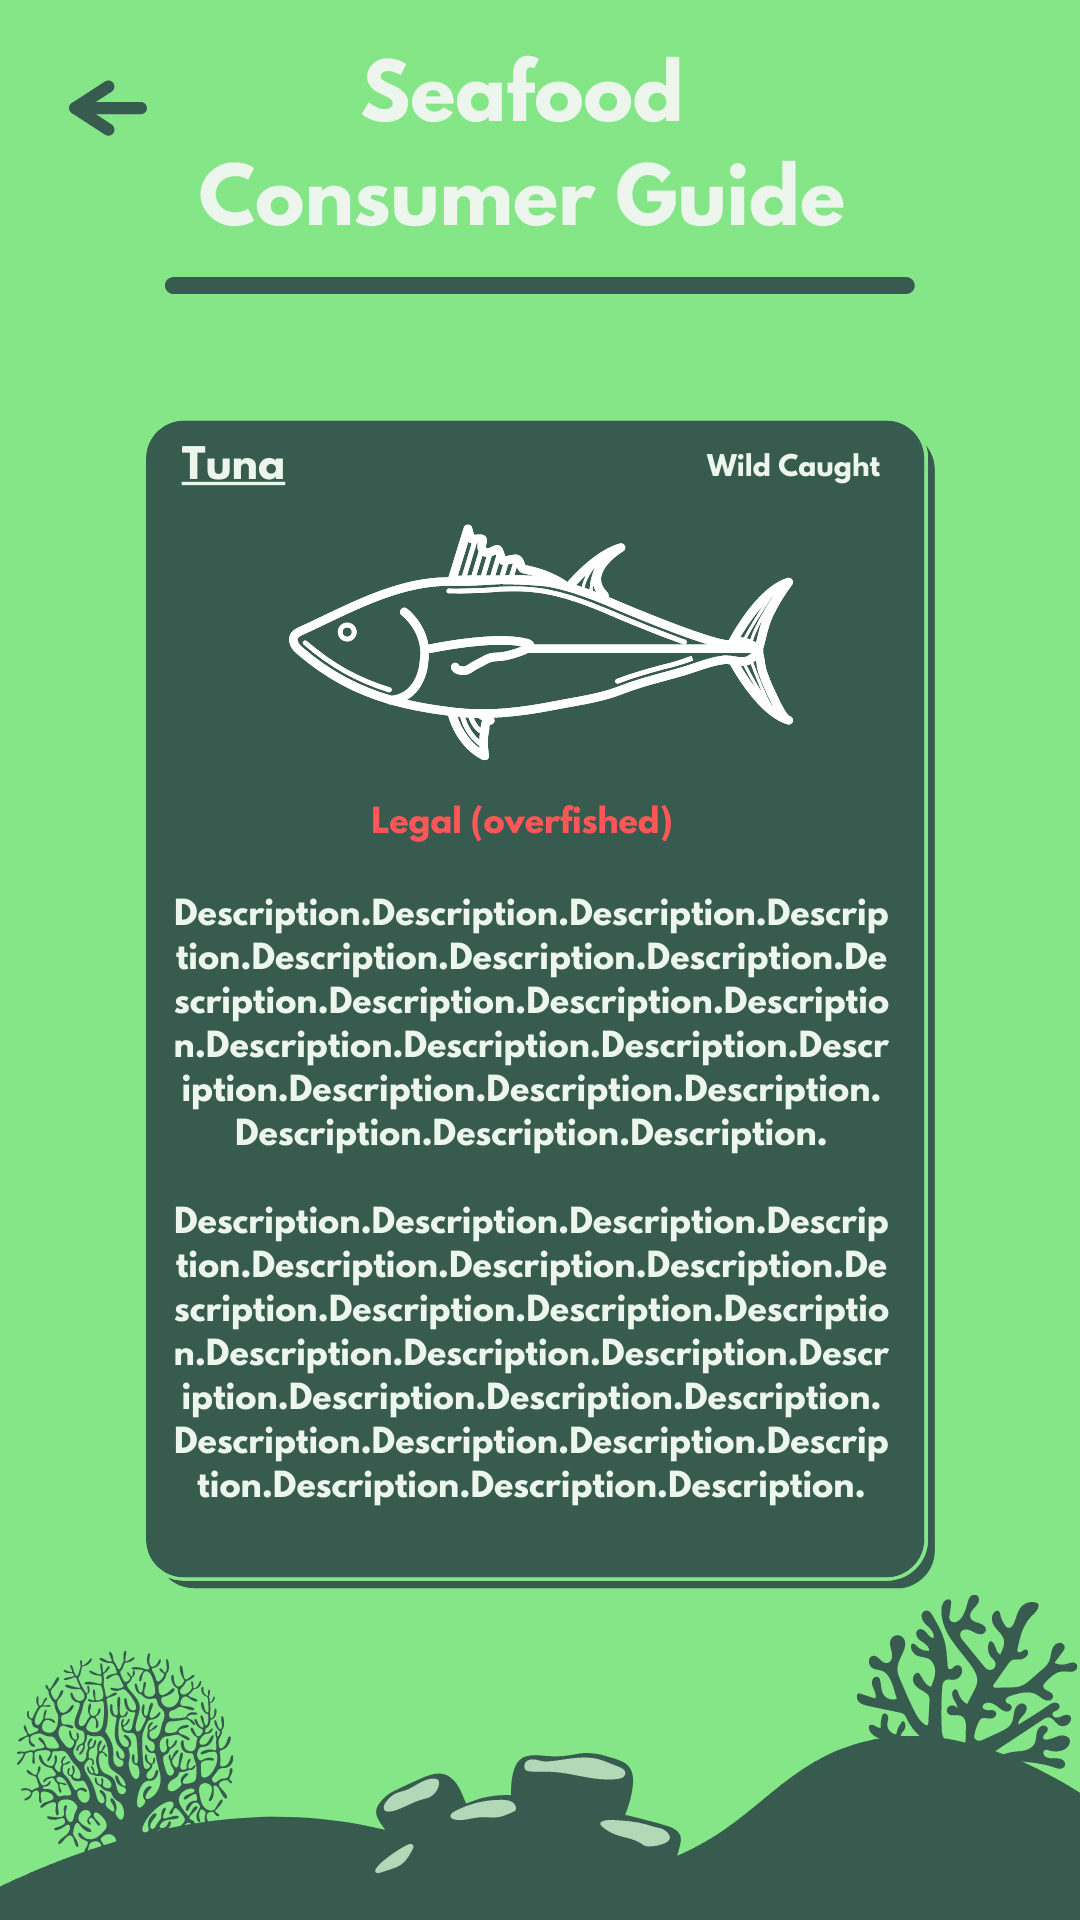 Seafood
Consumer Guide
Tuna
Wild Caught
Legal (overfished)
Description.Description.Description.Descrip
tion.Description.Description.Description.De
scription.Description.Description.Descriptio
n.Description.Description.Description.Descr
iption.Description.Description.Description.
Description.Description.Description.
Description.Description.Description.Descrip
tion.Description.Description.Description.De
scription.Description.Description.Descriptio
n.Description.Description.Description.Descr
iption.Description.Description.Description.
Description.Description.Description.Descrip
tion.Description.Description.Description.